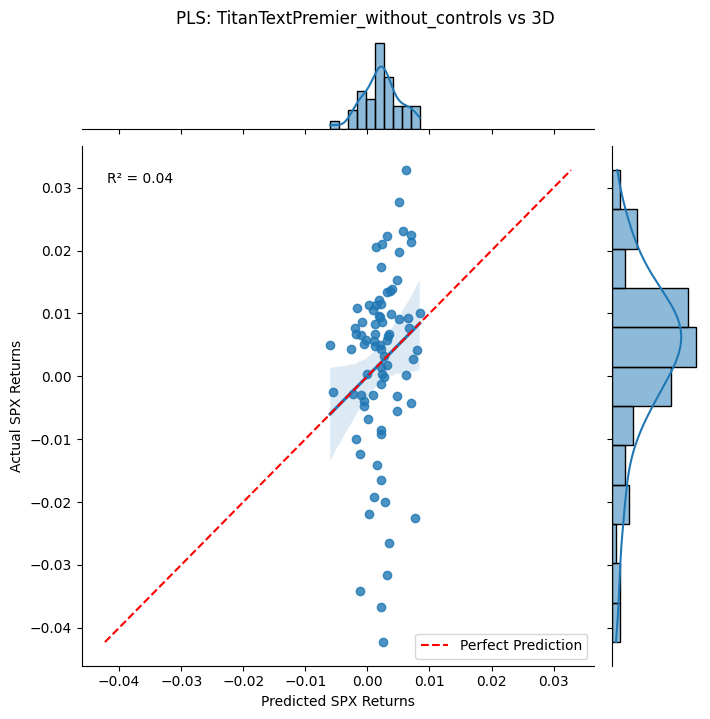 PLS: TitanTextPremier_without_controls vs 3D
R² = 0.04
0.03
0.02
0.01
0.00
−0.01
−0.02
−0.03
−0.04
Actual SPX Returns
Perfect Prediction
−0.04 −0.03 −0.02 −0.01 0.00 0.01 0.02 0.03
Predicted SPX Returns